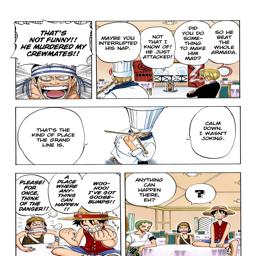 SO HE
BEAT
THE
WHOLE
ARMADA.
DID
YOU DO
SOME-
THING
TO MAKE
HIM
MAD?
NOT THAT
I KNOW
OF!
HE JUST
ATTACKED!
MAYBE YOU
INTERRUPTED
HIS NAP.
THAT'S
NOT FUNNY!!
HE MURDERED MY
CREWMATES!!
CALM
DOWN.
I WASN'T
JOKING.
THAT'S THE
KIND OF PLACE
THE GRAND
LINE IS.
?
ANYTHING
CAN HAPPEN
THERE,
EH?
WOO-
HOO!
I'VE GOT
GOOSE-
BUMPS!!
A
PLACE
WHERE
ANY-
THING
CAN
HAPPEN
!!
PLEASE!
FOR
ONCE,
THINK
OF THE
DANGER!!